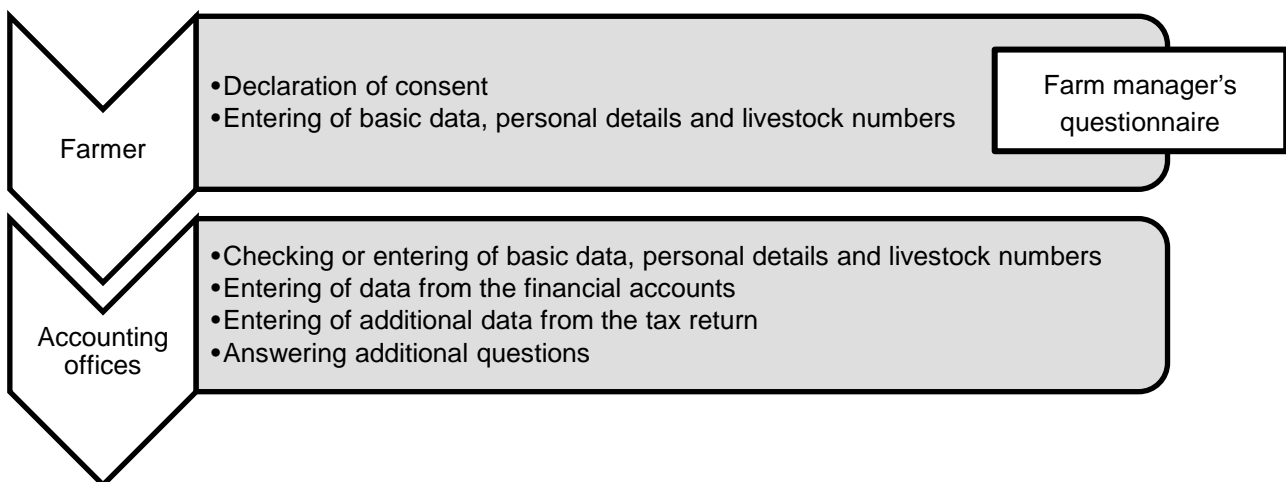 Farmer
•Declaration of consent
•Entering of basic data, personal details and livestock numbers
Farm manager's
questionnaire
Accounting
offices
•Checking or entering of basic data, personal details and livestock numbers
•Entering of data from the financial accounts
•Entering of additional data from the tax return
•Answering additional questions